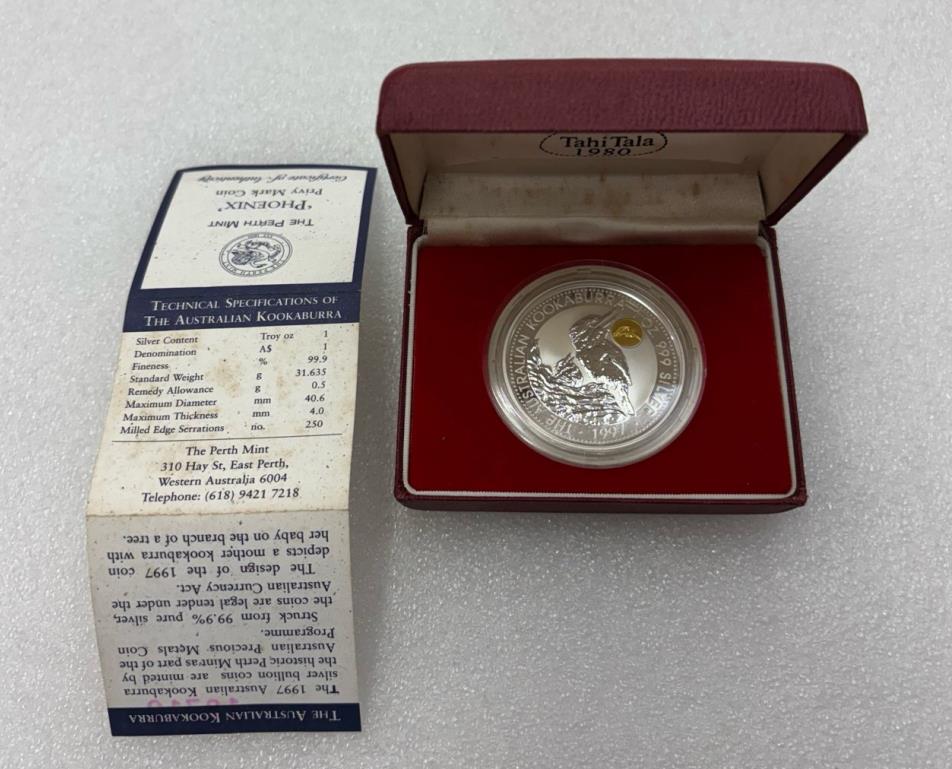 Certificate of Authenticity
Privy Mark Coin
'PHOENIX'
THE PERTH MINT
TECHNICAL SPECIFICATIONS OF
THE AUSTRALIAN KOOKABURRA
Silver Content Troy oz 1
Denomination A$ 1
Fineness % 99.9
Standard Weight g 31.635
Remedy Allowance g 0.5
Maximum Diameter mm 40.6
Maximum Thickness mm 4.0
Milled Edge Serrations no. 250
The Perth Mint
310 Hay St, East Perth,
Western Australia 6004
Telephone: (618) 9421 7218
THE AUSTRALIAN KOOKABURRA
The 1997 Australian Kookaburra
silver bullion coins are minted by
the historic Perth Mint as part of the
Australian Precious Metals Coin
Programme.
Struck from 99.9% pure silver,
the coins are legal tender under the
Australian Currency Act.
The design of the 1997 coin
depicts a mother kookaburra with
her baby on the branch of a tree.
Tahi Tala
1980
THE AUSTRALIAN KOOKABURRA 1 OZ 999 SILVER
1997